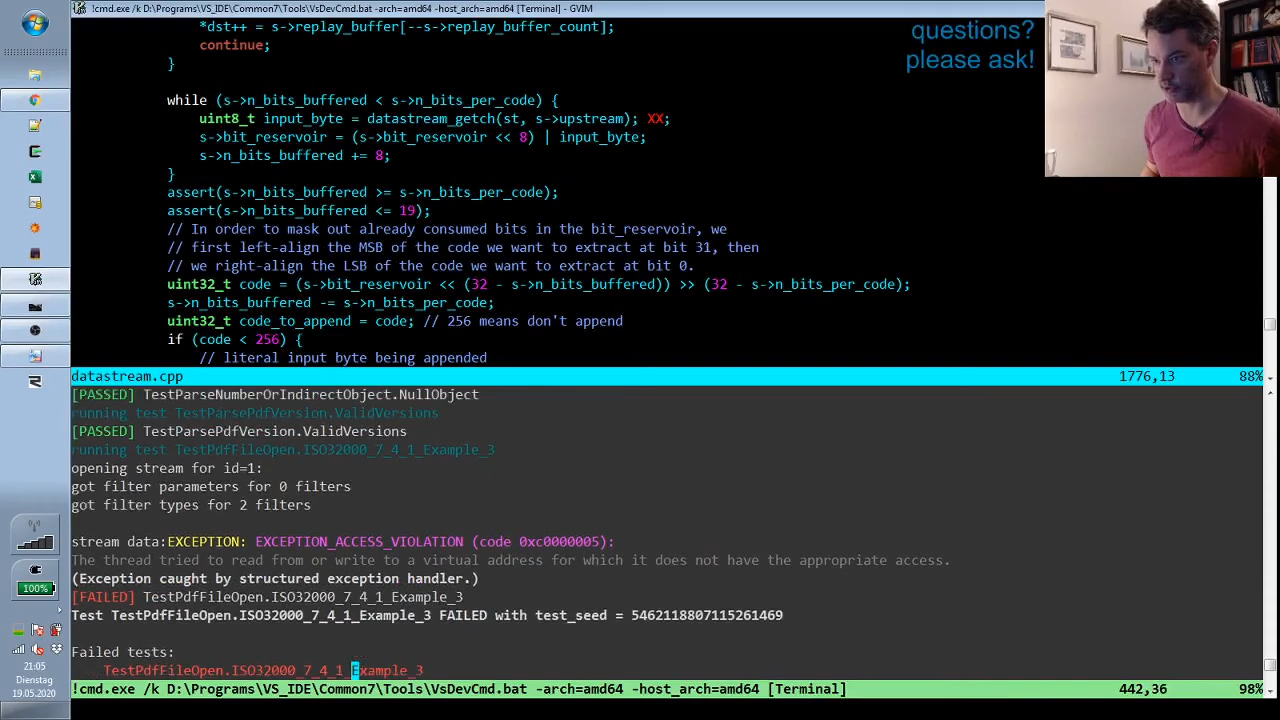 !cmd.exe /k D:\Programs\VS_IDE\Common7\Tools\VsDevCmd.bat -arch=amd64 -host_arch=amd64 [Terminal] - GVIM
questions?
please ask!
*dst++ = s->replay_buffer[--s->replay_buffer_count];
continue;
}
while (s->n_bits_buffered < s->n_bits_per_code) {
uint8_t input_byte = datastream_getch(st, s->upstream); XX;
s->bit_reservoir = (s->bit_reservoir << 8) | input_byte;
s->n_bits_buffered += 8;
}
assert(s->n_bits_buffered >= s->n_bits_per_code);
assert(s->n_bits_buffered <= 19);
// In order to mask out already consumed bits in the bit_reservoir, we
// first left-align the MSB of the code we want to extract at bit 31, then
// we right-align the LSB of the code we want to extract at bit 0.
uint32_t code = (s->bit_reservoir << (32 - s->n_bits_buffered)) >> (32 - s->n_bits_per_code);
s->n_bits_buffered -= s->n_bits_per_code;
uint32_t code_to_append = code; // 256 means don't append
if (code < 256) {
// literal input byte being appended
datastream.cpp 1776,13 88%
[PASSED] TestParseNumberOrIndirectObject.NullObject
running test TestParsePdfVersion.ValidVersions
[PASSED] TestParsePdfVersion.ValidVersions
running test TestPdfFileOpen.ISO32000_7_4_1_Example_3
opening stream for id=1:
got filter parameters for 0 filters
got filter types for 2 filters
stream data:EXCEPTION: EXCEPTION_ACCESS_VIOLATION (code 0xc0000005):
The thread tried to read from or write to a virtual address for which it does not have the appropriate access.
(Exception caught by structured exception handler.)
[FAILED] TestPdfFileOpen.ISO32000_7_4_1_Example_3
Test TestPdfFileOpen.ISO32000_7_4_1_Example_3 FAILED with test_seed = 5462118807115261469
Failed tests:
TestPdfFileOpen.ISO32000_7_4_1_Example_3
!cmd.exe /k D:\Programs\VS_IDE\Common7\Tools\VsDevCmd.bat -arch=amd64 -host_arch=amd64 [Terminal] 442,36 98%
100%
21:05
Dienstag
19.05.2020